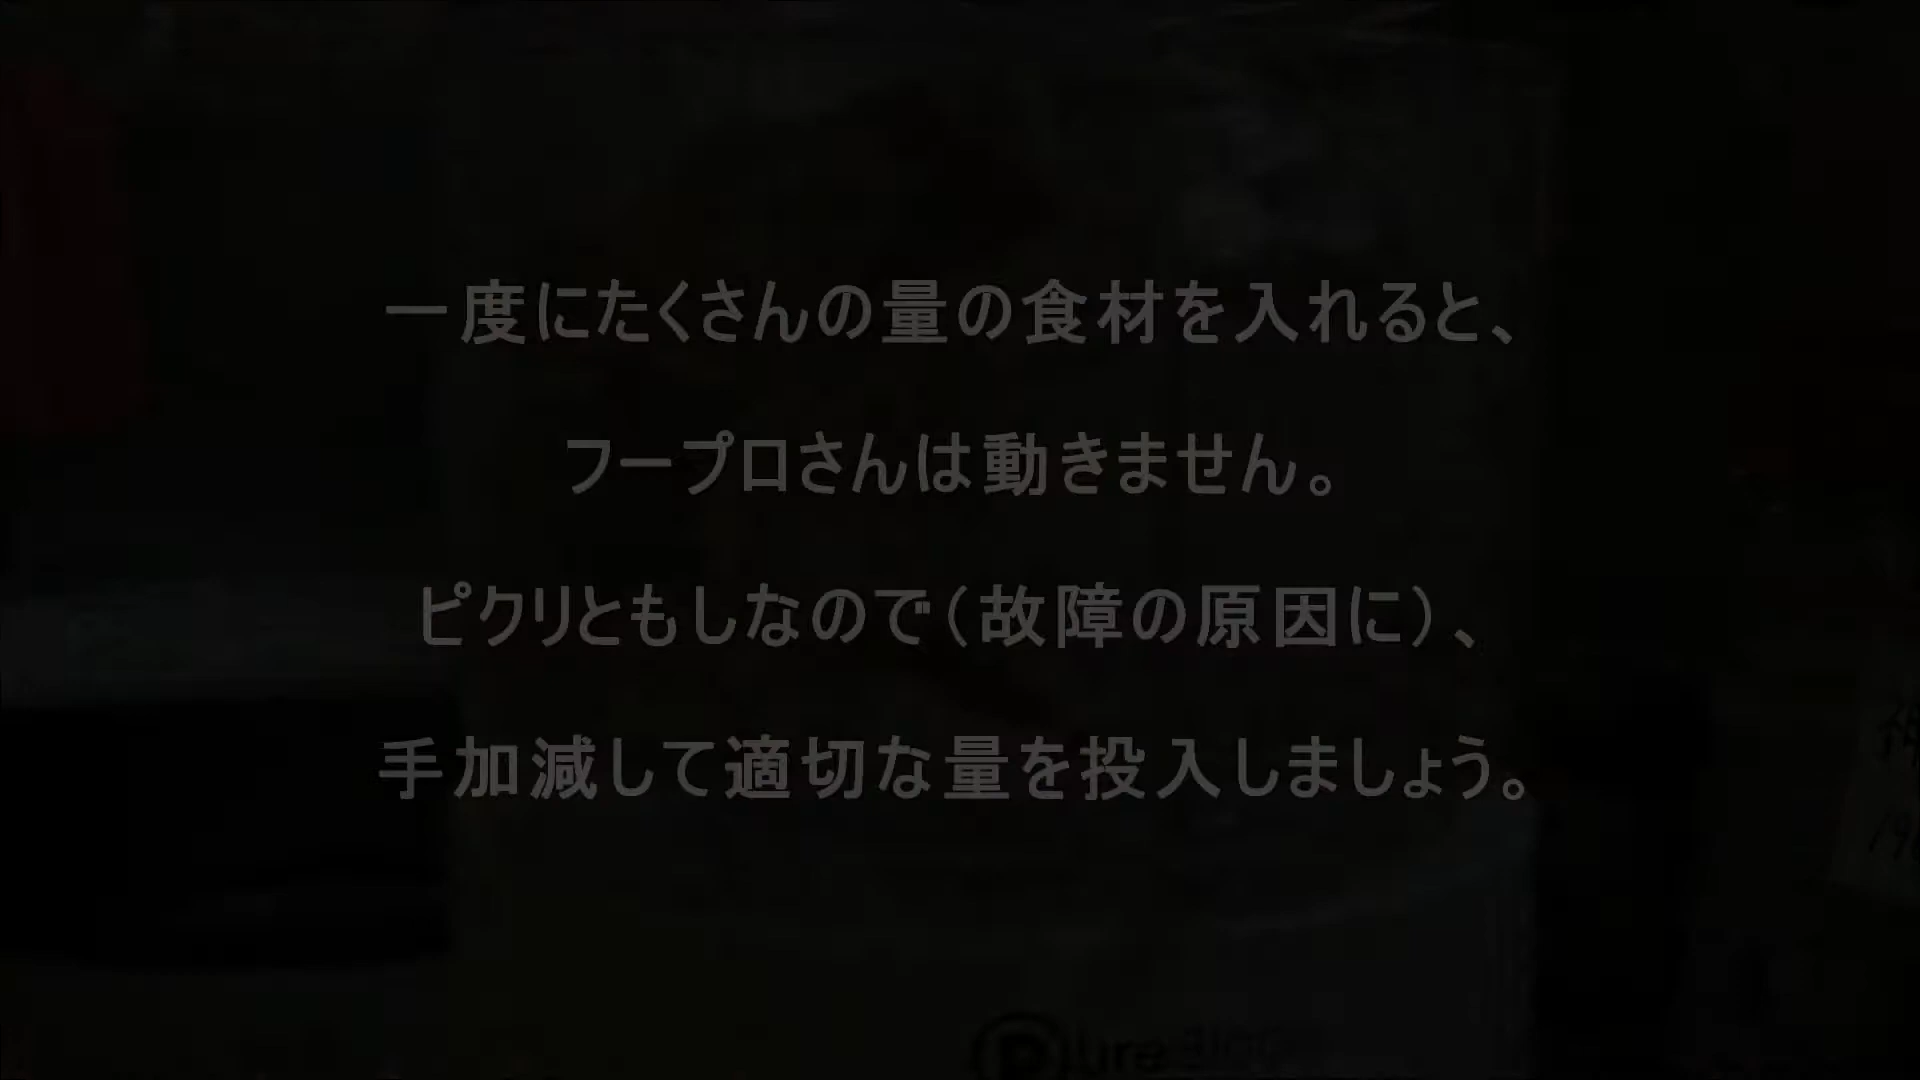 一度にたくさんの量の食材を入れると、
フープロさんは動きません。
ピクリともしなので（故障の原因に）、
手加減して適切な量を投入しましょう。